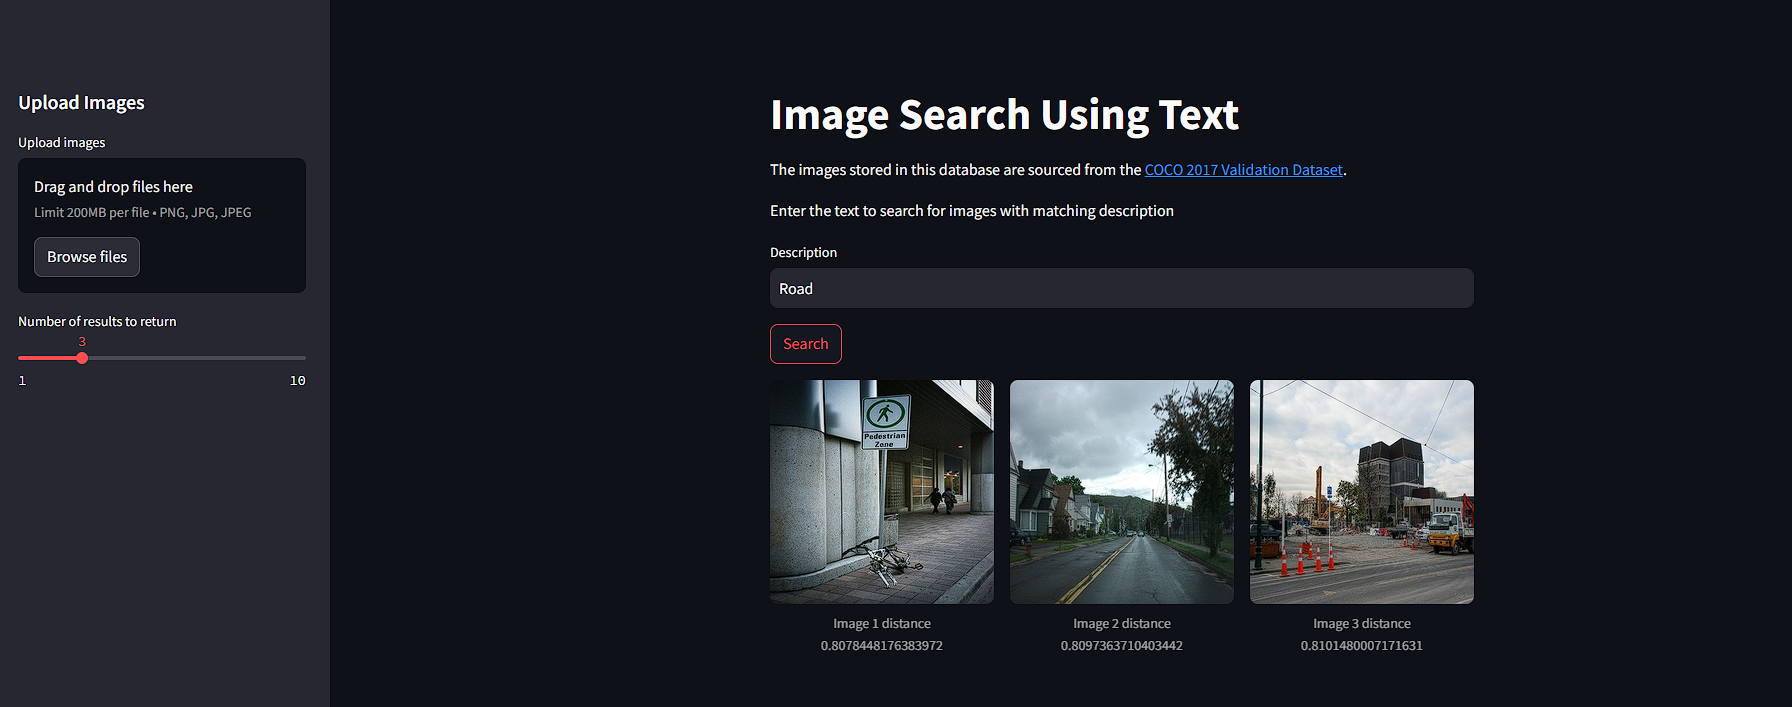 Upload Images
Upload images
Drag and drop files here
Limit 200MB per file • PNG, JPG, JPEG
Browse files
Number of results to return
3
1 10
Image Search Using Text
The images stored in this database are sourced from the COCO 2017 Validation Dataset.
Enter the text to search for images with matching description
Description
Road
Search
Pedestrian
Zone
Image 1 distance
0.8078448176383972
Image 2 distance
0.8097363710403442
Image 3 distance
0.8101480007171631